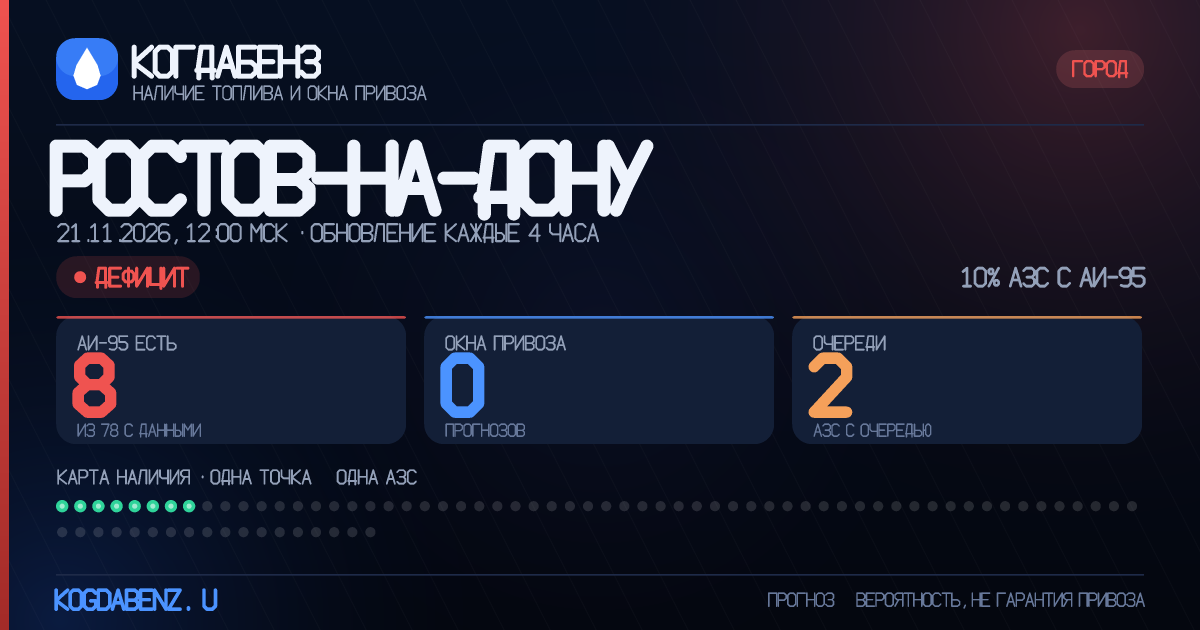 КОГДАБЕНЗ
НАЛИЧИЕ ТОПЛИВА И ОКНА ПРИВОЗА
ГОРОД
РОСТОВ-НА-ДОНУ
21.11.2026, 12:00 МСК · ОБНОВЛЕНИЕ КАЖДЫЕ 4 ЧАСА
ДЕФИЦИТ
10% АЗС С АИ-95
АИ-95 ЕСТЬ
8
ИЗ 78 С ДАННЫМИ
ОКНА ПРИВОЗА
0
ПРОГНОЗОВ
ОЧЕРЕДИ
2
АЗС С ОЧЕРЕДЬЮ
КАРТА НАЛИЧИЯ · ОДНА ТОЧКА ОДНА АЗС
KOGDABENZ. U
ПРОГНОЗ ВЕРОЯТНОСТЬ, НЕ ГАРАНТИЯ ПРИВОЗА